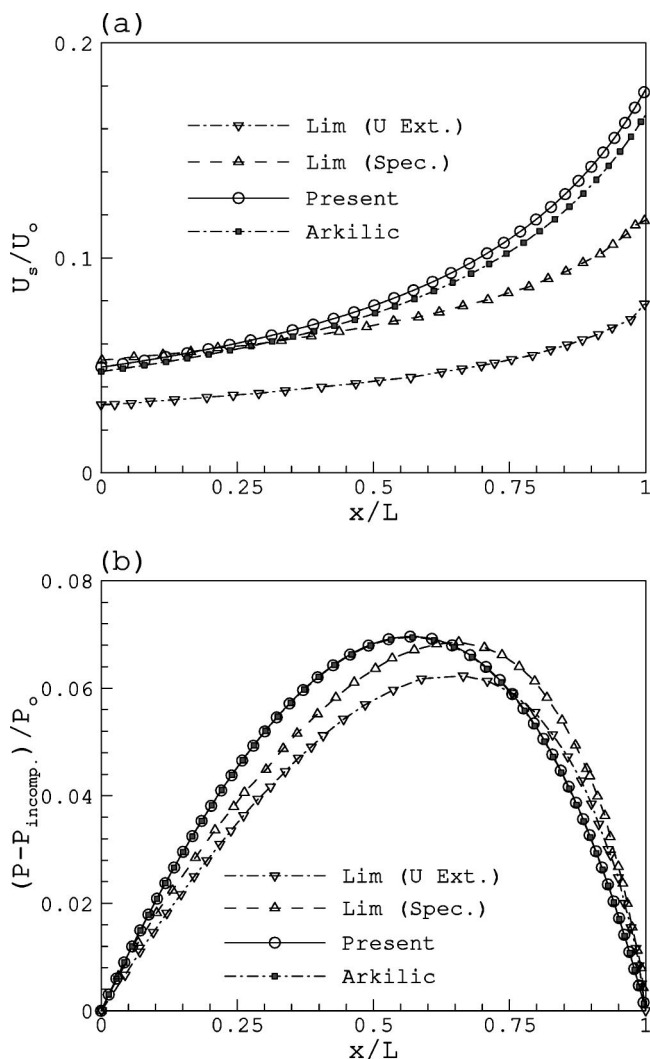 (a)
0.2
Lim (U Ext.)
Lim (Spec.)
Present
Arkilic
0.1
U_s/U_o
0
0 0.25 0.5 0.75 1
x/L
(b)
0.08
0.06
0.04
(P-P_incomp.)/P_o
Lim (U Ext.)
Lim (Spec.)
0.02
Present
Arkilic
0
0 0.25 0.5 0.75 1
x/L